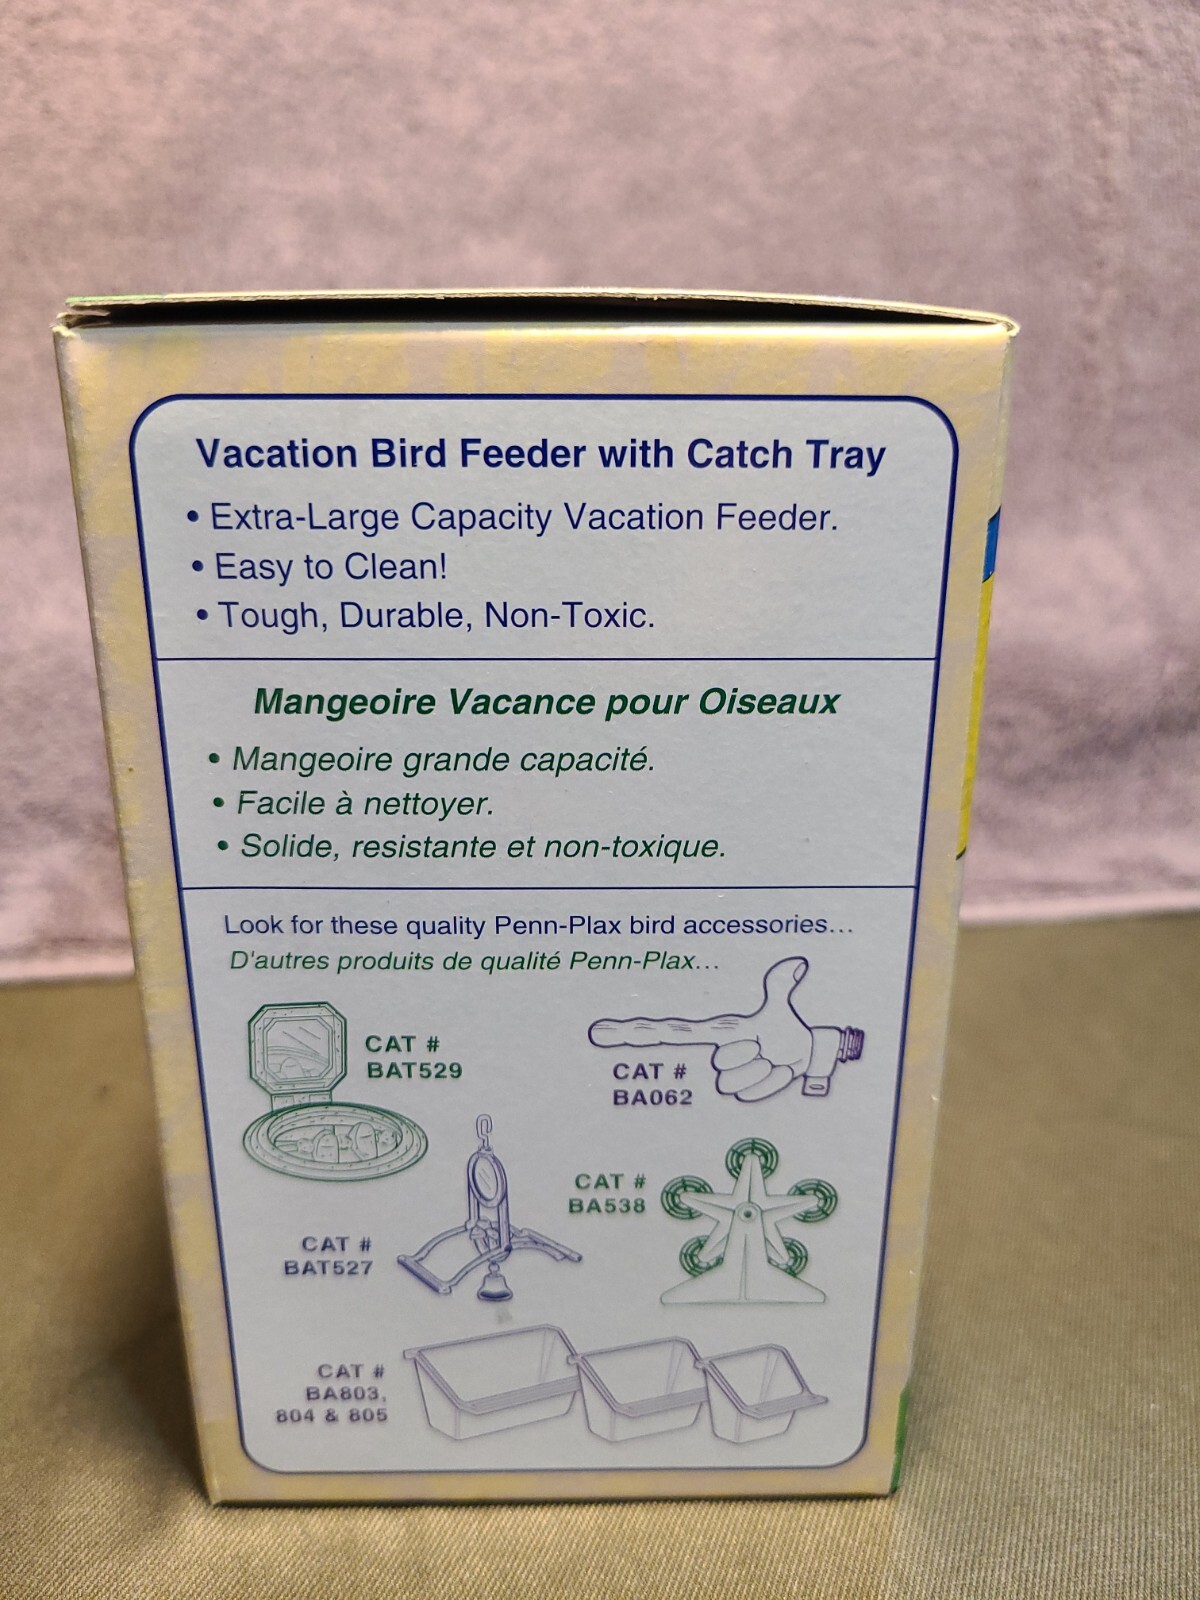 Vacation Bird Feeder with Catch Tray
• Extra-Large Capacity Vacation Feeder.
• Easy to Clean!
• Tough, Durable, Non-Toxic.
Mangeoire Vacance pour Oiseaux
• Mangeoire grande capacité.
• Facile à nettoyer.
• Solide, resistante et non-toxique.
Look for these quality Penn-Plax bird accessories...
D'autres produits de qualité Penn-Plax...
CAT #
BAT529
CAT #
BA062
CAT #
BA538
CAT #
BAT527
CAT #
BA803,
804 & 805